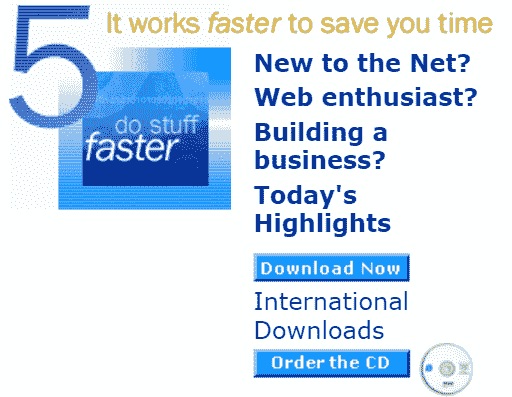 5
It works faster to save you time
do stuff
faster
New to the Net?
Web enthusiast?
Building a
business?
Today's
Highlights
Download Now
International
Downloads
Order the CD